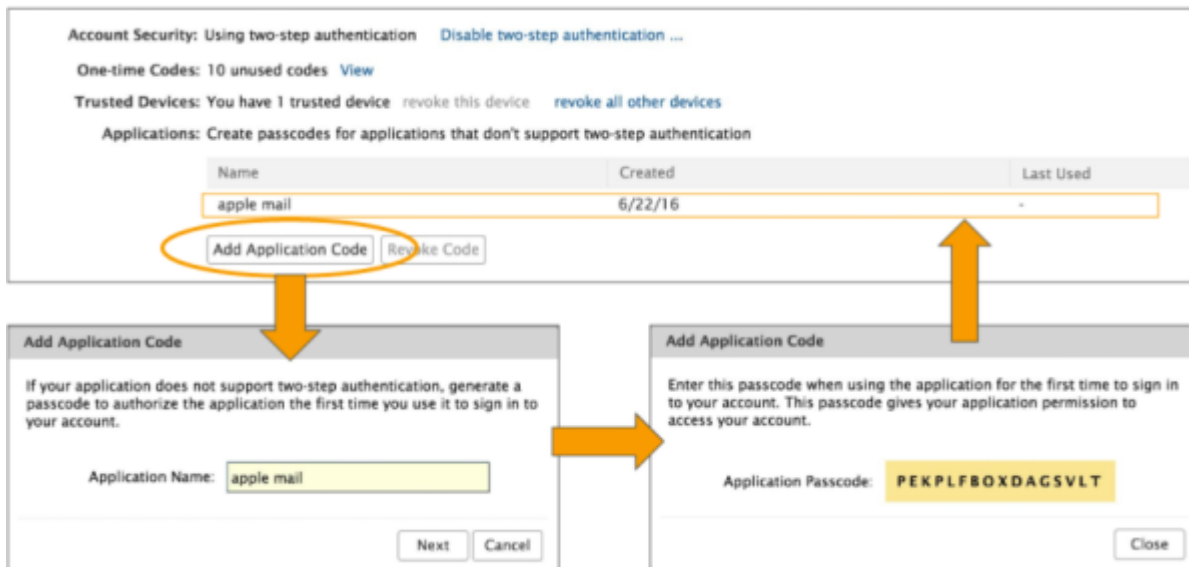 Account Security: Using two-step authentication Disable two-step authentication ...
One-time Codes: 10 unused codes View
Trusted Devices: You have 1 trusted device revoke this device revoke all other devices
Applications: Create passcodes for applications that don't support two-step authentication
Name Created Last Used
apple mail 6/22/16 -
Add Application Code Revoke Code
Add Application Code
If your application does not support two-step authentication, generate a
passcode to authorize the application the first time you use it to sign in to
your account.
Application Name: apple mail
Next Cancel
Add Application Code
Enter this passcode when using the application for the first time to sign in
to your account. This passcode gives your application permission to
access your account.
Application Passcode: PEKPLFBOXDAGSVLT
Close